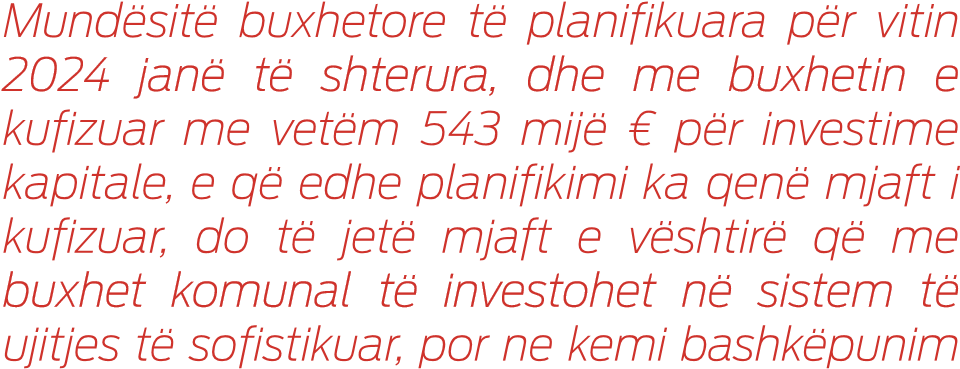 Mundësitë buxhetore të planifikuara për vitin
2024 janë të shterura, dhe me buxhetin e
kufizuar me vetëm 543 mijë € për investime
kapitale, e që edhe planifikimi ka qenë mjaft i
kufizuar, do të jetë mjaft e vështirë që me
buxhet komunal të investohet në sistem të
ujitjes të sofistikuar, por ne kemi bashkëpunim